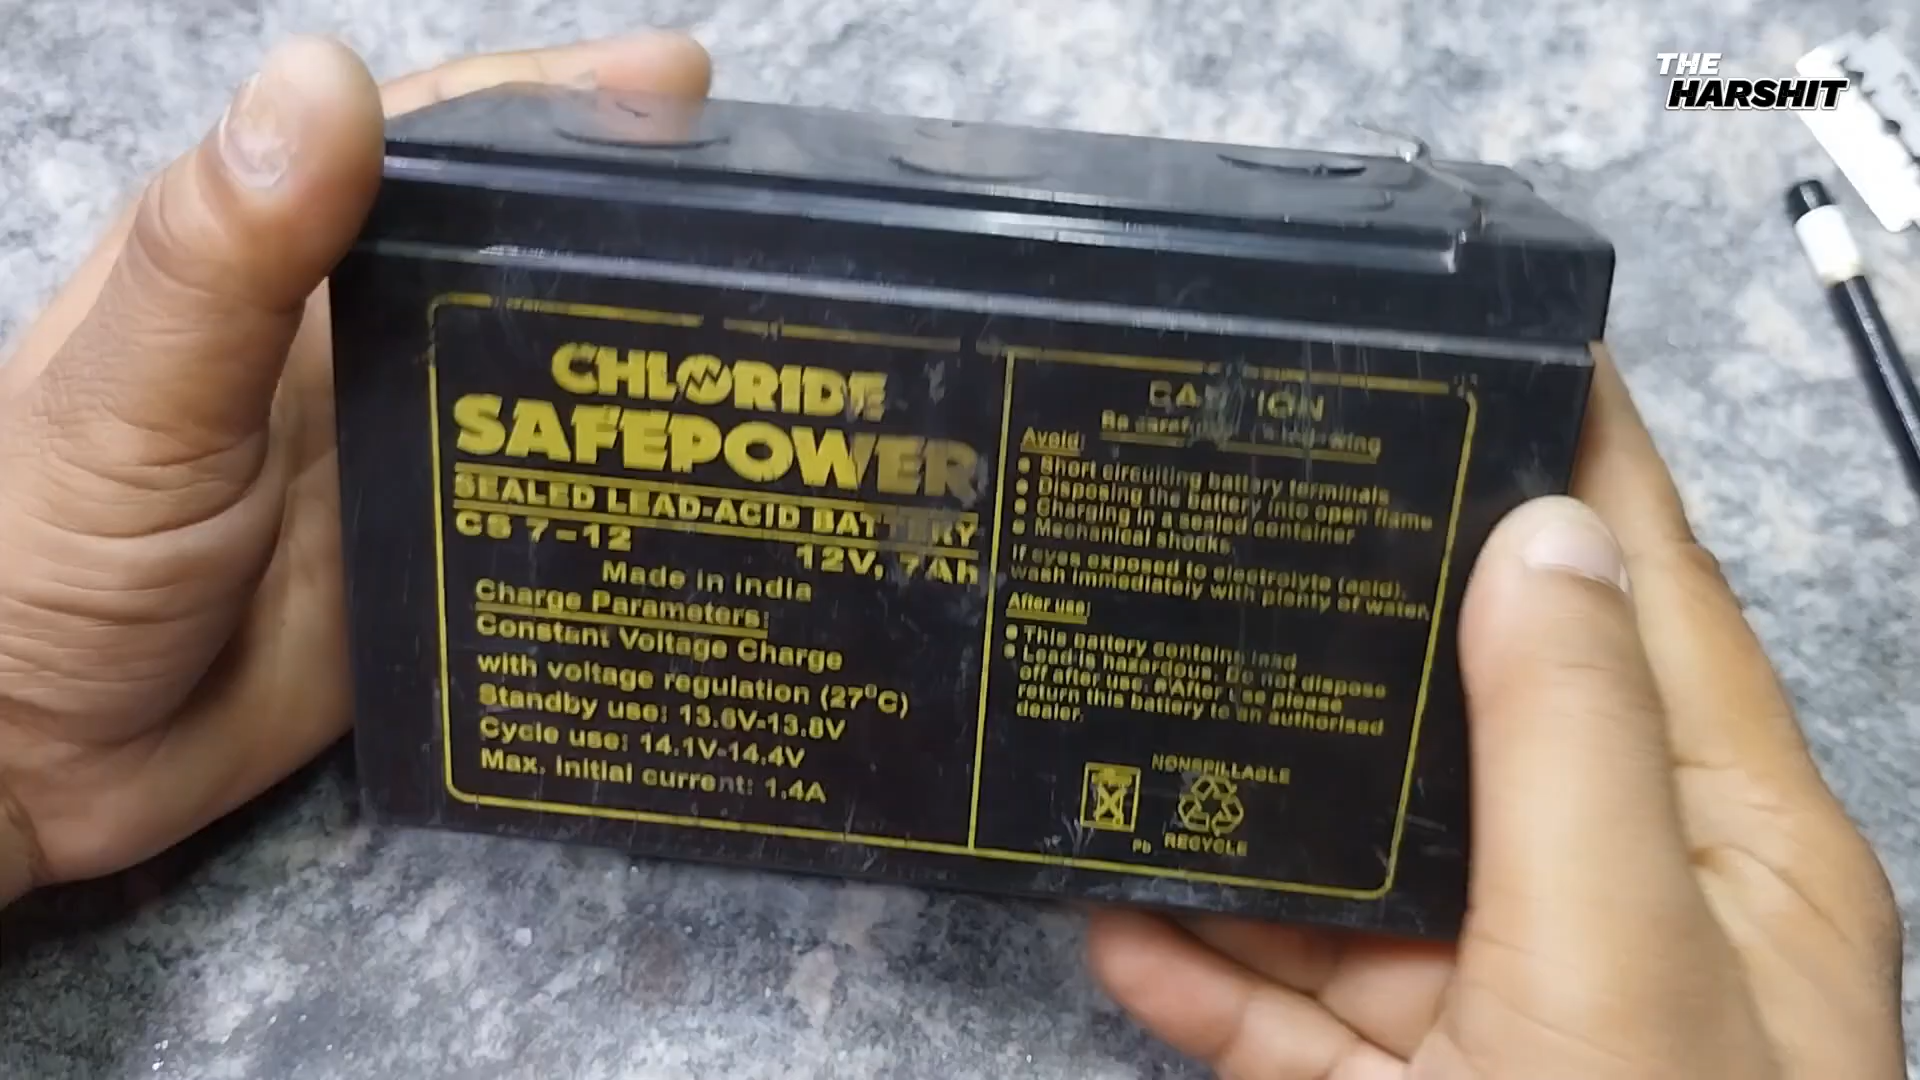 THE
HARSHIT
CHLORIDE
SAFEPOWER
SEALED LEAD-ACID BATTERY
CS 7-12
12V, 7Ah
Made in India
Charge Parameters:
Constant Voltage Charge
with voltage regulation (27°C)
Standby use: 13.6V-13.8V
Cycle use: 14.1V-14.4V
Max. Initial current: 1.4A
CAUTION
Avoid:
• Short circuiting battery terminals
• Disposing the battery into open flame
• Charging in a sealed container
• Mechanical shocks.
If eyes exposed to electrolyte (acid),
wash immediately with plenty of water.
After use:
• This battery contains lead
• Lead is hazardous. Do not dispose
off after use. After use please
return this battery to an authorised
dealer.
NONSPILLABLE
Pb
RECYCLE